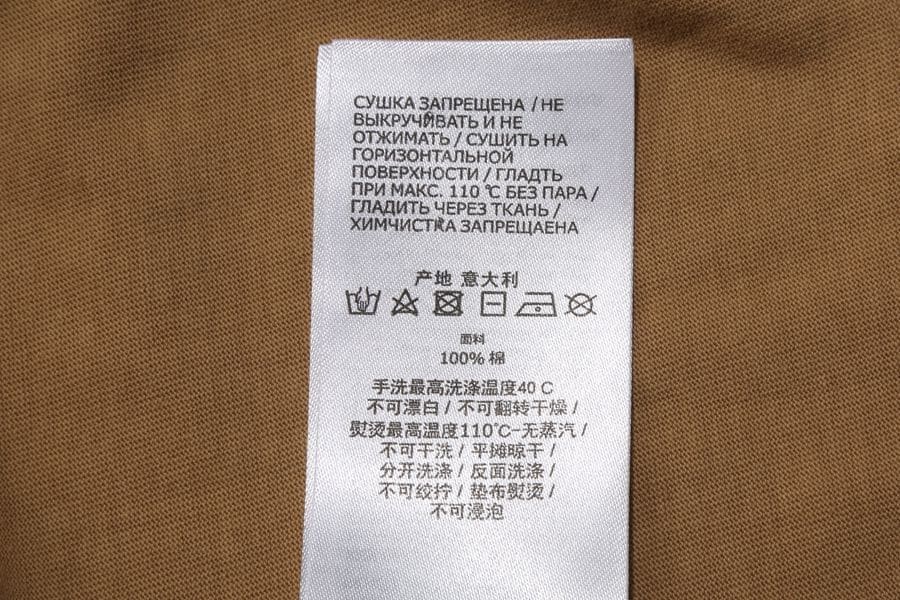 СУШКА ЗАПРЕЩЕНА / НЕ
ВЫКРУЧИВАТЬ И НЕ
ОТЖИМАТЬ / СУШИТЬ НА
ГОРИЗОНТАЛЬНОЙ
ПОВЕРХНОСТИ / ГЛАДТЬ
ПРИ МАКС. 110 ℃ БЕЗ ПАРА /
ГЛАДИТЬ ЧЕРЕЗ ТКАНЬ /
ХИМЧИСТКА ЗАПРЕЩАЕНА
产地 意大利
面料
100% 棉
手洗最高洗涤温度40 C
不可漂白 / 不可翻转干燥 /
熨烫最高温度110℃-无蒸汽 /
不可干洗 / 平摊晾干 /
分开洗涤 / 反面洗涤 /
不可绞拧 / 垫布熨烫 /
不可浸泡